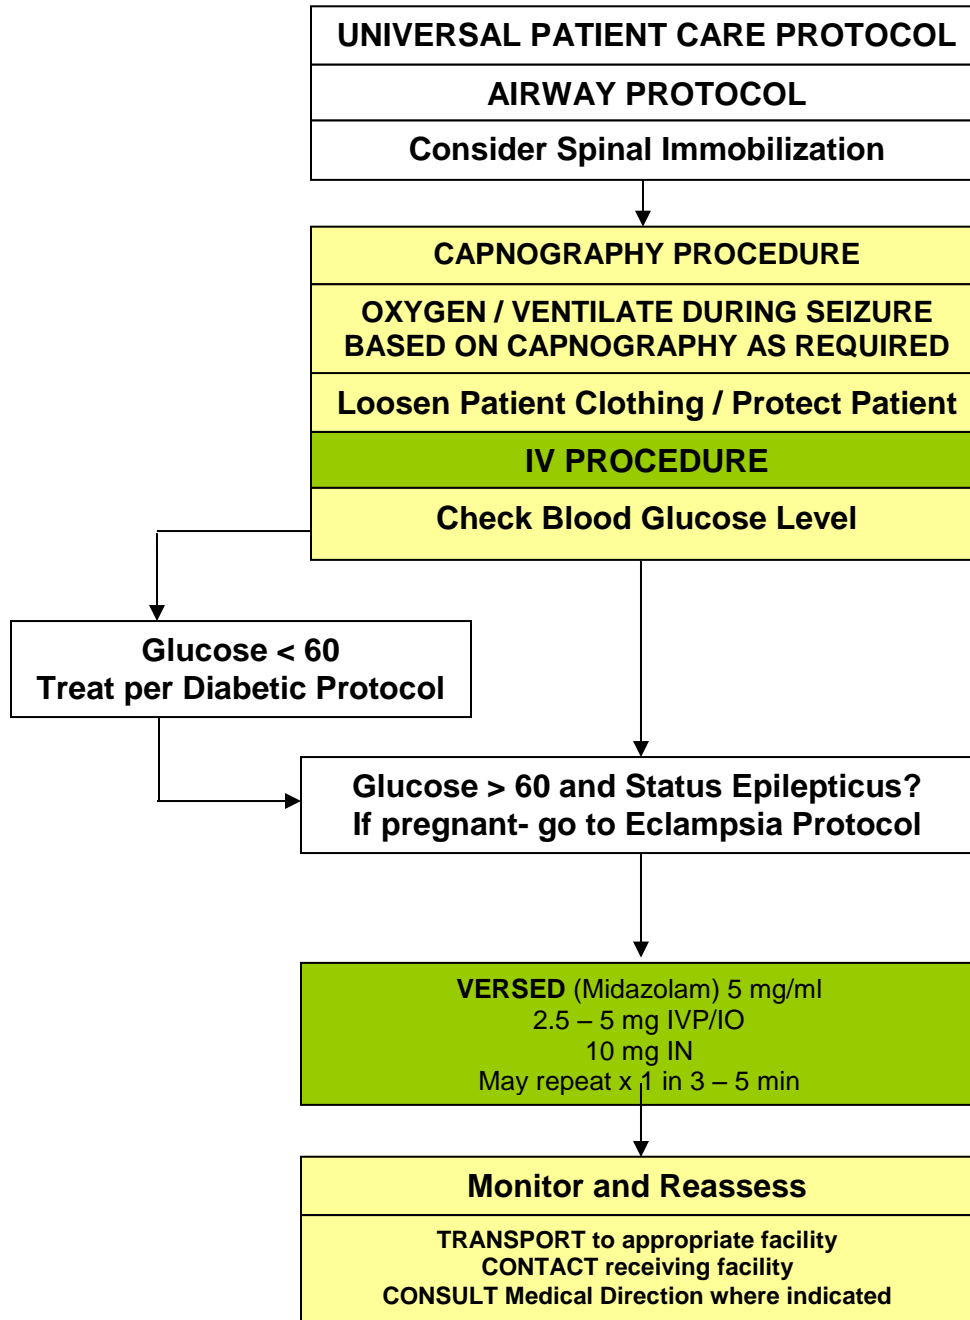 UNIVERSAL PATIENT CARE PROTOCOL
AIRWAY PROTOCOL
Consider Spinal Immobilization
CAPNOGRAPHY PROCEDURE
OXYGEN / VENTILATE DURING SEIZURE
BASED ON CAPNOGRAPHY AS REQUIRED
Loosen Patient Clothing / Protect Patient
IV PROCEDURE
Check Blood Glucose Level
Glucose < 60
Treat per Diabetic Protocol
Glucose > 60 and Status Epilepticus?
If pregnant- go to Eclampsia Protocol
VERSED (Midazolam) 5 mg/ml
2.5 – 5 mg IVP/IO
10 mg IN
May repeat x 1 in 3 – 5 min
Monitor and Reassess
TRANSPORT to appropriate facility
CONTACT receiving facility
CONSULT Medical Direction where indicated